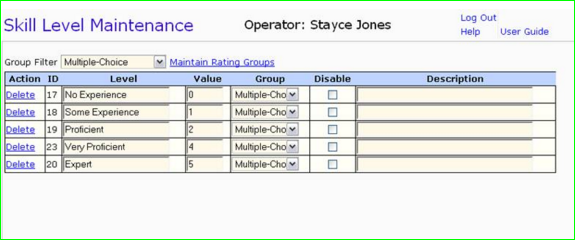 Skill Level Maintenance Operator: Stayce Jones Log Out
Help User Guide
Group Filter Multiple-Choice Maintain Rating Groups
Action ID Level Value Group Disable Description
Delete 17 No Experience 0 Multiple-Cho
Delete 18 Some Experience 1 Multiple-Cho
Delete 19 Proficient 2 Multiple-Cho
Delete 23 Very Proficient 4 Multiple-Cho
Delete 20 Expert 5 Multiple-Cho